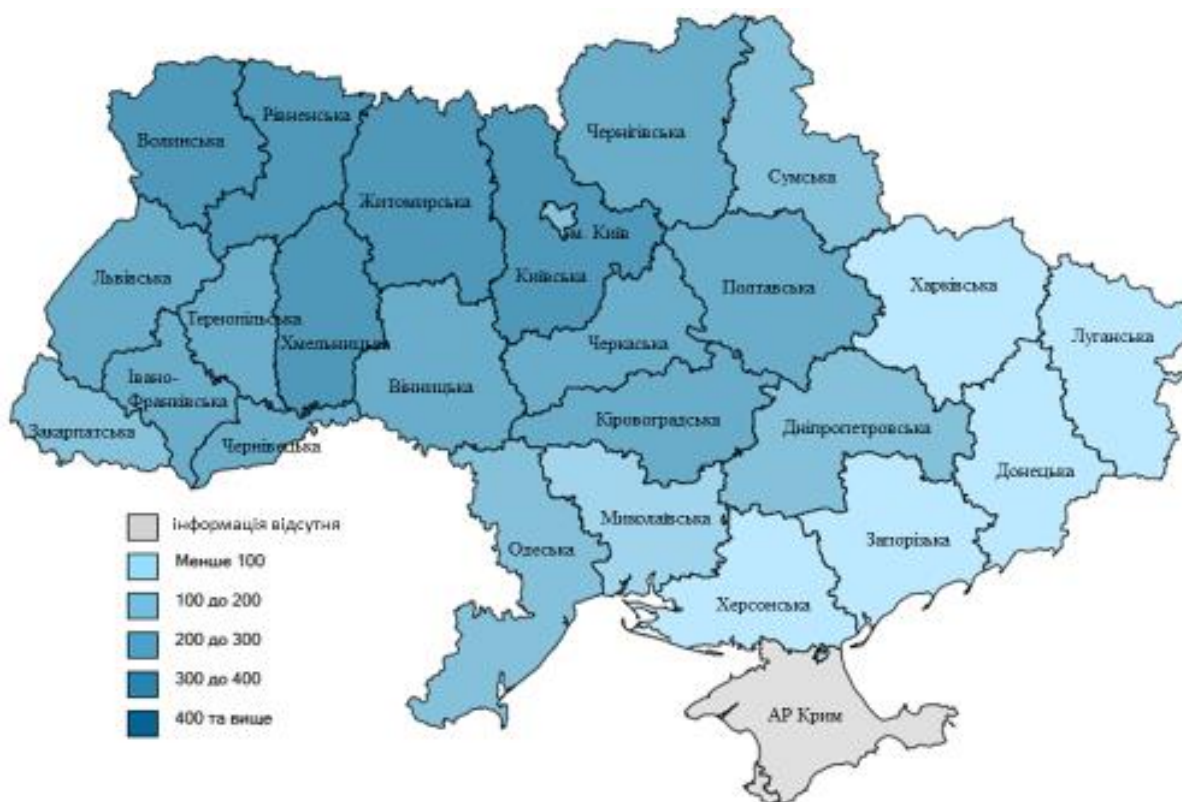 Волинська
Рівненська
Житомирська
Чернігівська
Сумська
м. Київ
Київська
Львівська
Тернопільська
Хмельницька
Полтавська
Харківська
Луганська
Черкаська
Вінницька
Івано-
Франківська
Закарпатська
Чернівецька
Кіровоградська
Дніпропетровська
Донецька
Миколаївська
Одеська
Запорізька
Херсонська
АР Крим
інформація відсутня
Менше 100
100 до 200
200 до 300
300 до 400
400 та вище